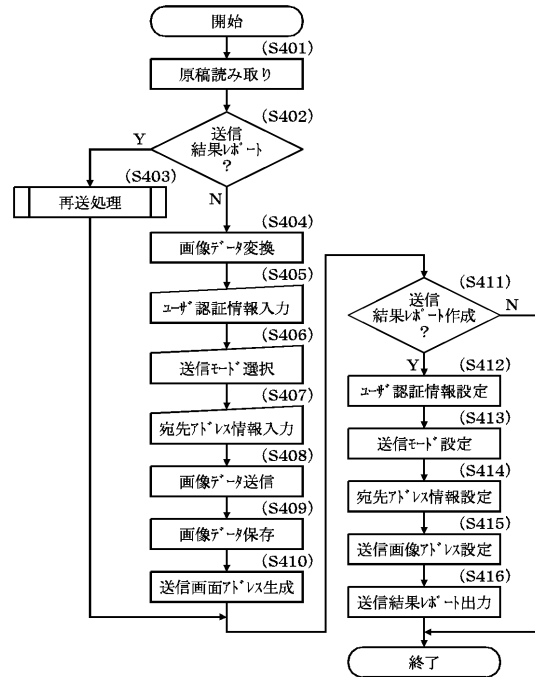 開始
(S401)
原稿読み取り
(S402)
送信
結果ﾚﾎﾟｰﾄ
?
Y
N
(S403)
再送処理
(S404)
画像ﾃﾞｰﾀ変換
(S405)
ﾕｰｻﾞ認証情報入力
(S406)
送信ﾓｰﾄﾞ選択
(S407)
宛先ｱﾄﾞﾚｽ情報入力
(S408)
画像ﾃﾞｰﾀ送信
(S409)
画像ﾃﾞｰﾀ保存
(S410)
送信画面ｱﾄﾞﾚｽ生成
(S411)
送信
結果ﾚﾎﾟｰﾄ作成
?
N
Y
(S412)
ﾕｰｻﾞ認証情報設定
(S413)
送信ﾓｰﾄﾞ設定
(S414)
宛先ｱﾄﾞﾚｽ情報設定
(S415)
送信画像ｱﾄﾞﾚｽ設定
(S416)
送信結果ﾚﾎﾟｰﾄ出力
終了